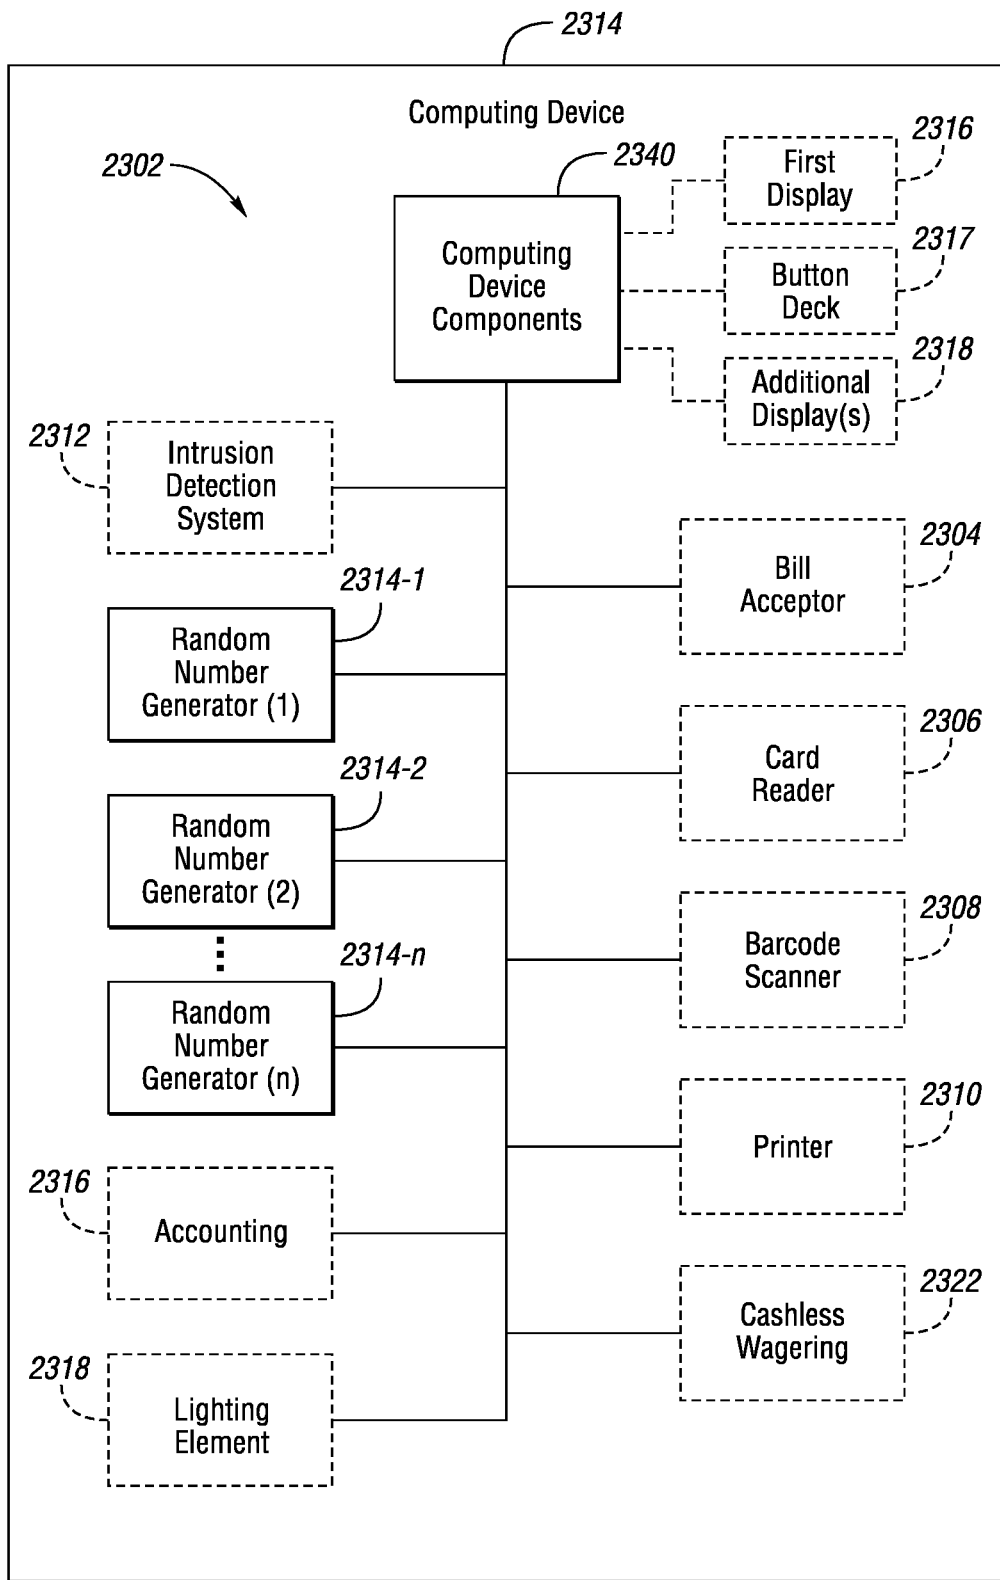 2314
Computing Device
2302
2340
Computing
Device
Components
First
Display
2316
Button
Deck
2317
Additional
Display(s)
2318
2312
Intrusion
Detection
System
Bill
Acceptor
2304
2314-1
Random
Number
Generator (1)
Card
Reader
2306
2314-2
Random
Number
Generator (2)
Barcode
Scanner
2308
2314-n
Random
Number
Generator (n)
Printer
2310
2316
Accounting
Cashless
Wagering
2322
2318
Lighting
Element